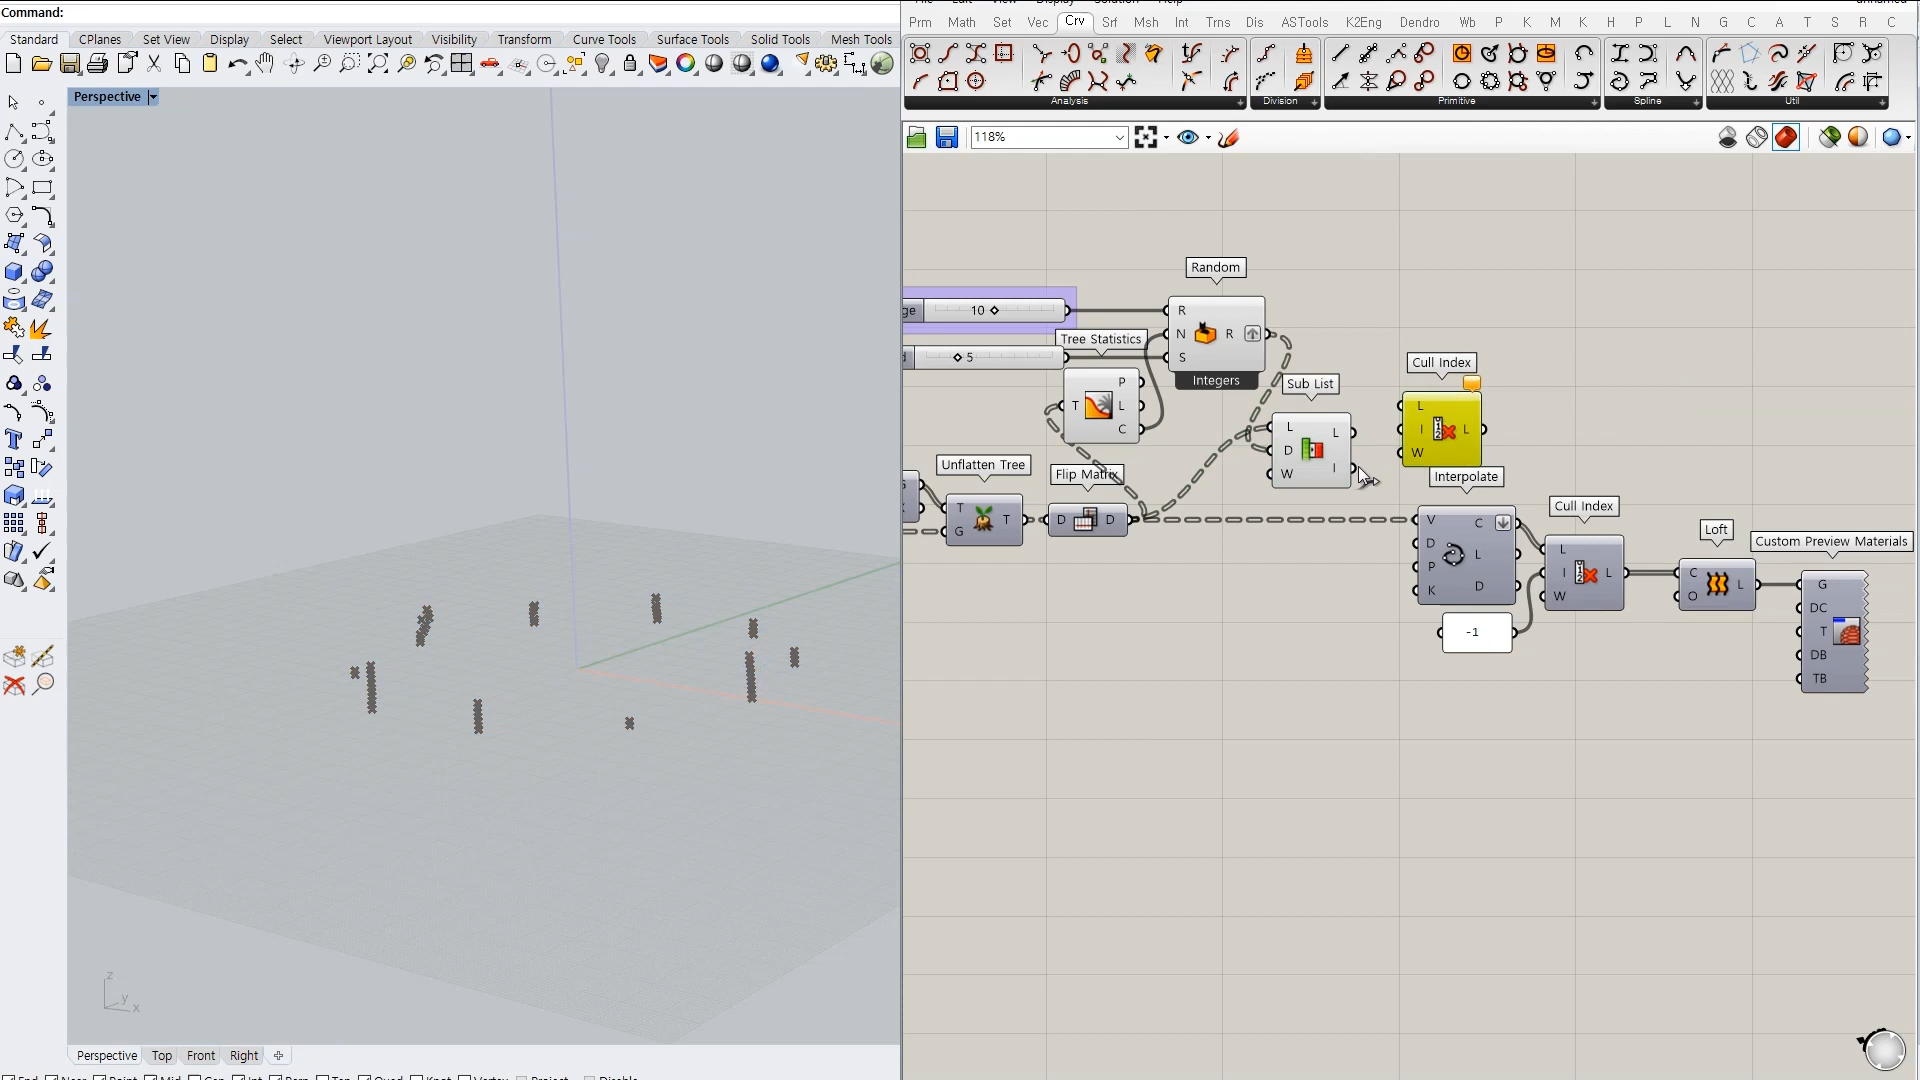 Command:
Standard CPlanes Set View Display Select Viewport Layout Visibility Transform Curve Tools Surface Tools Solid Tools Mesh Tools
Perspective
z
y
x
Perspective Top Front Right
Prm Math Set Vec Crv Srf Msh Int Trns Dis ASTools K2Eng Dendro Wb P K M K H P L N G C A T S R C
Analysis Division Primitive Spline Util
118%
Random
ge 10
R
N R
S
Integers
5
Tree Statistics
P
T L
C
Sub List
L L
D
W I
Cull Index
L
I L
W
Unflatten Tree
T T
G
Flip Matrix
D D
Interpolate
V C
D L
P
K D
-1
Cull Index
L
I L
W
Loft
C L
O
Custom Preview Materials
G
DC
T
DB
TB